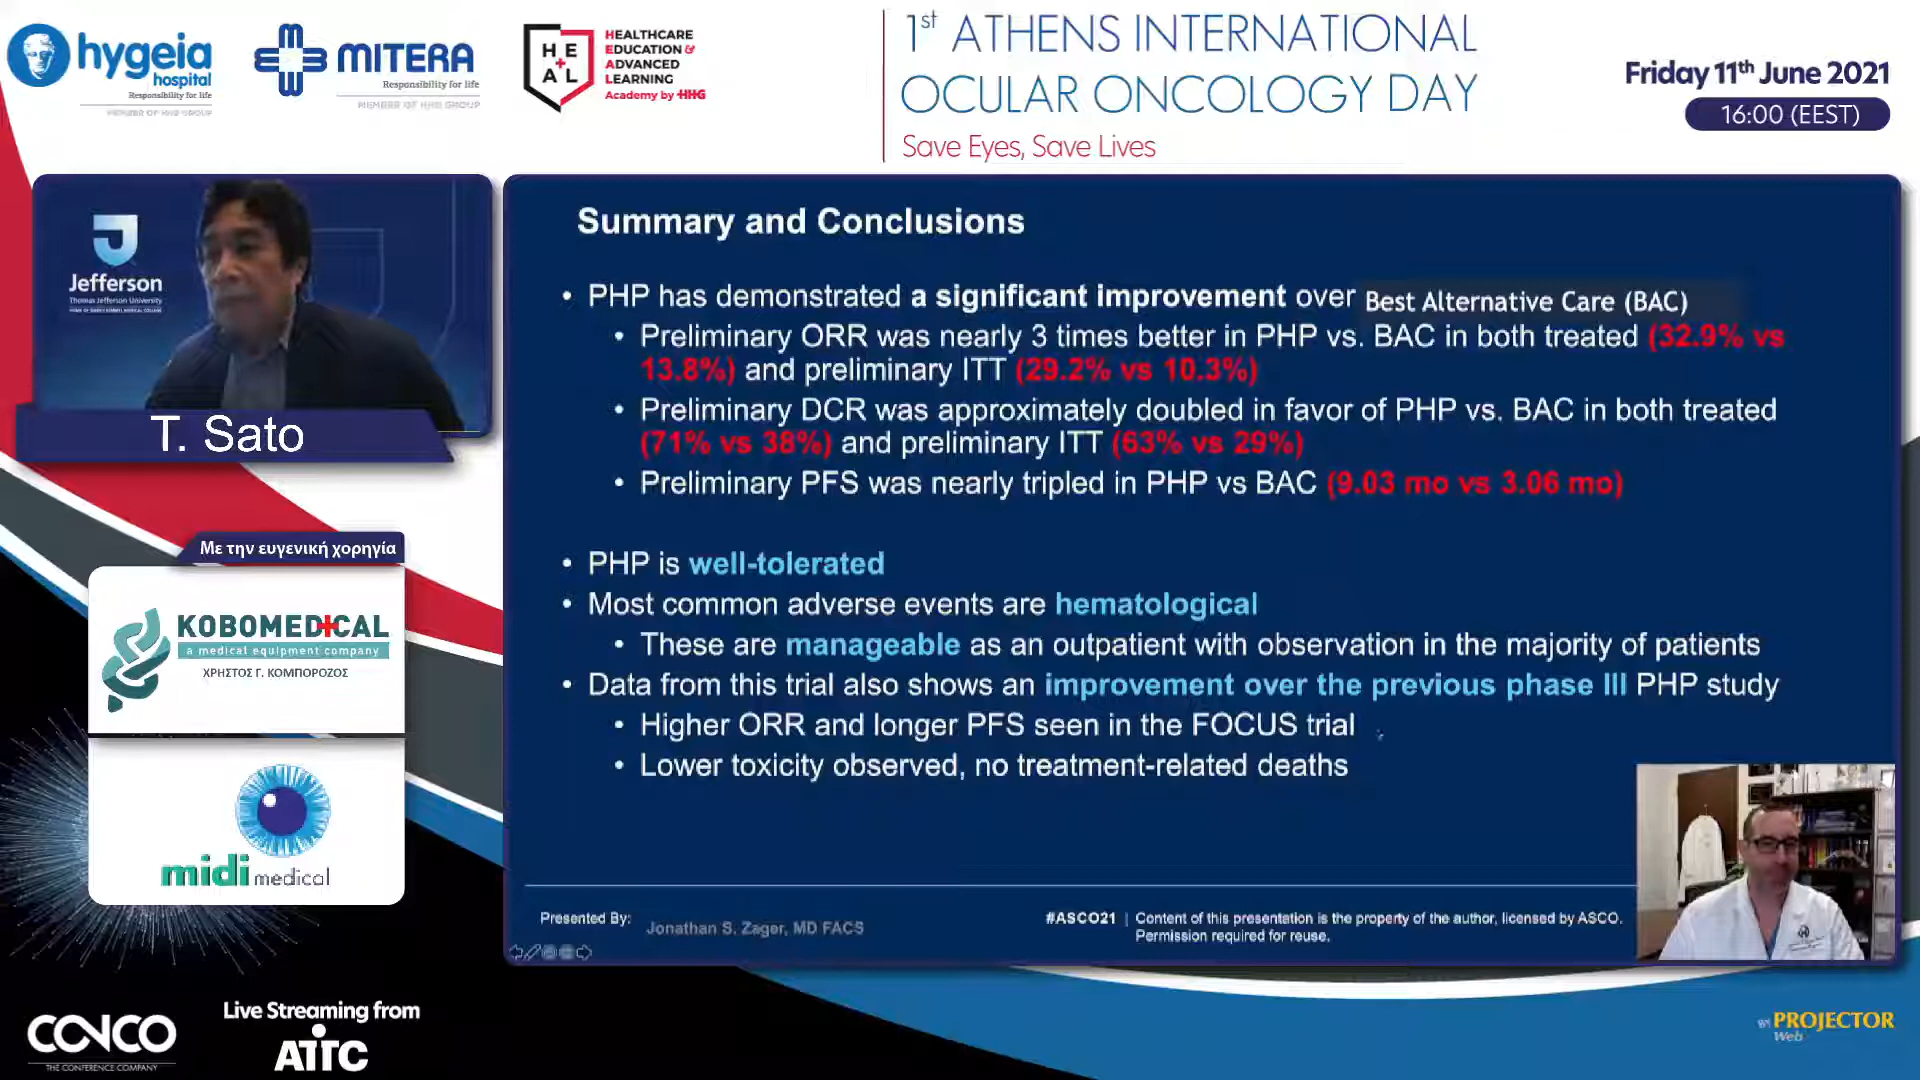 hygeia
hospital
Responsibility for life
MEMBER OF HHG GROUP
MITERA
Responsibility for life
MEMBER OF HHG GROUP
HE
AL
HEALTHCARE
EDUCATION &
ADVANCED
LEARNING
Academy by HHG
1st ATHENS INTERNATIONAL
OCULAR ONCOLOGY DAY
Save Eyes, Save Lives
Friday 11th June 2021
16:00 (EEST)
Jefferson
Thomas Jefferson University
T. Sato
Με την ευγενική χορηγία
KOBOMEDICAL
a medical equipment company
ΧΡΗΣΤΟΣ Γ. ΚΟΜΠΟΡΟΖΟΣ
midi medical
Summary and Conclusions
• PHP has demonstrated a significant improvement over Best Alternative Care (BAC)
• Preliminary ORR was nearly 3 times better in PHP vs. BAC in both treated (32.9% vs
13.8%) and preliminary ITT (29.2% vs 10.3%)
• Preliminary DCR was approximately doubled in favor of PHP vs. BAC in both treated
(71% vs 38%) and preliminary ITT (63% vs 29%)
• Preliminary PFS was nearly tripled in PHP vs BAC (9.03 mo vs 3.06 mo)
• PHP is well-tolerated
• Most common adverse events are hematological
• These are manageable as an outpatient with observation in the majority of patients
• Data from this trial also shows an improvement over the previous phase III PHP study
• Higher ORR and longer PFS seen in the FOCUS trial
• Lower toxicity observed, no treatment-related deaths
Presented By: Jonathan S. Zager, MD FACS
#ASCO21 | Content of this presentation is the property of the author, licensed by ASCO.
Permission required for reuse.
CONCO
THE CONFERENCE COMPANY
Live Streaming from
AITC
PROJECTOR
Web